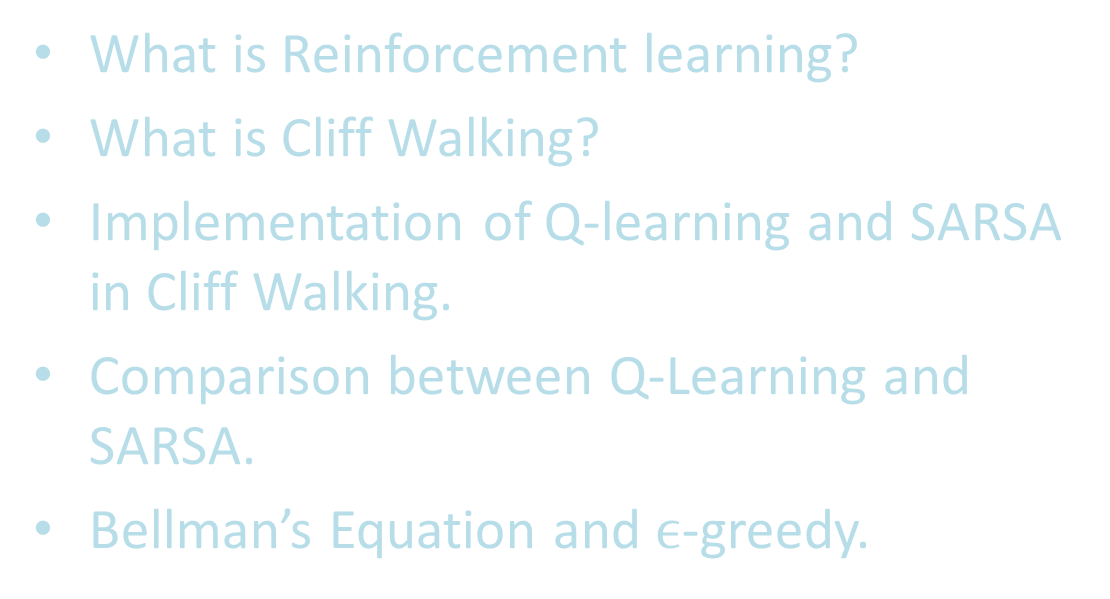 • What is Reinforcement learning?
• What is Cliff Walking?
• Implementation of Q-learning and SARSA
in Cliff Walking.
• Comparison between Q-Learning and
SARSA.
• Bellman’s Equation and ϵ-greedy.